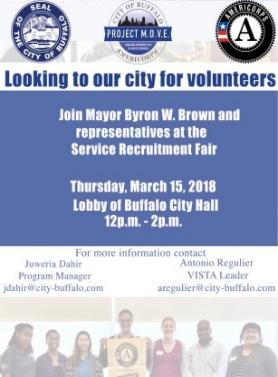 SEAL OF THE CITY OF BUFFALO
CITY OF BUFFALO
PROJECT M.O.V.E.
AMERICORPS
AMERICORPS
A
Looking to our city for volunteers
Join Mayor Byron W. Brown and
representatives at the
Service Recruitment Fair
Thursday, March 15, 2018
Lobby of Buffalo City Hall
12p.m. - 2p.m.
For more information contact
Juweria Dahir
Program Manager
jdahir@city-buffalo.com
Antonio Regulier
VISTA Leader
aregulier@city-buffalo.com